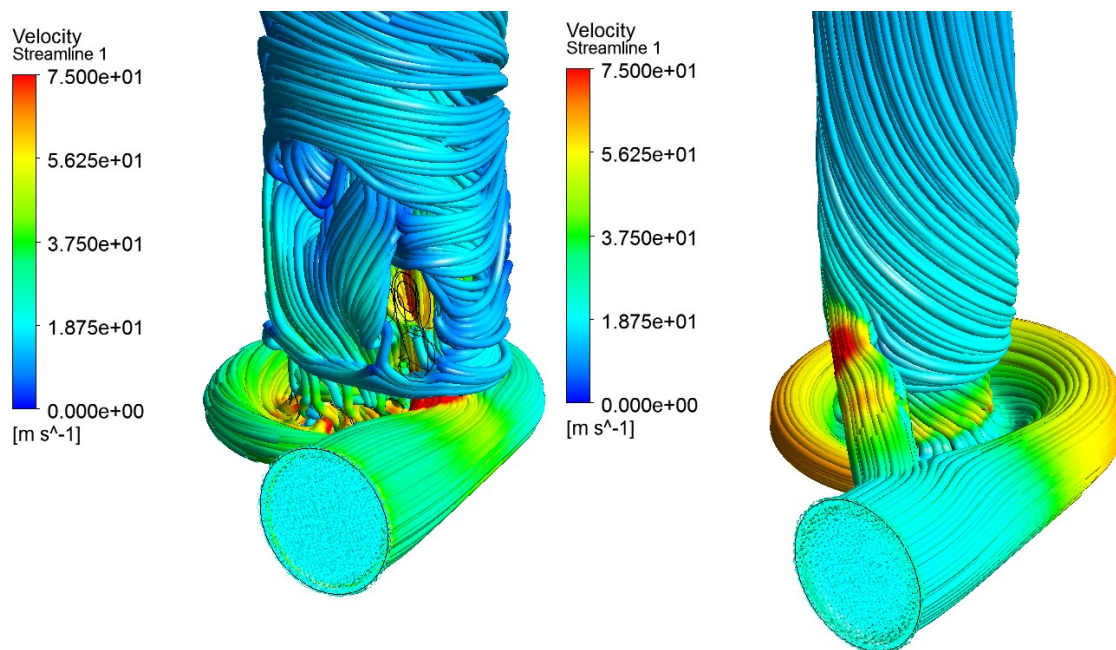 Velocity
Streamline 1
7.500e+01
5.625e+01
3.750e+01
1.875e+01
0.000e+00
[m s^-1]
Velocity
Streamline 1
7.500e+01
5.625e+01
3.750e+01
1.875e+01
0.000e+00
[m s^-1]